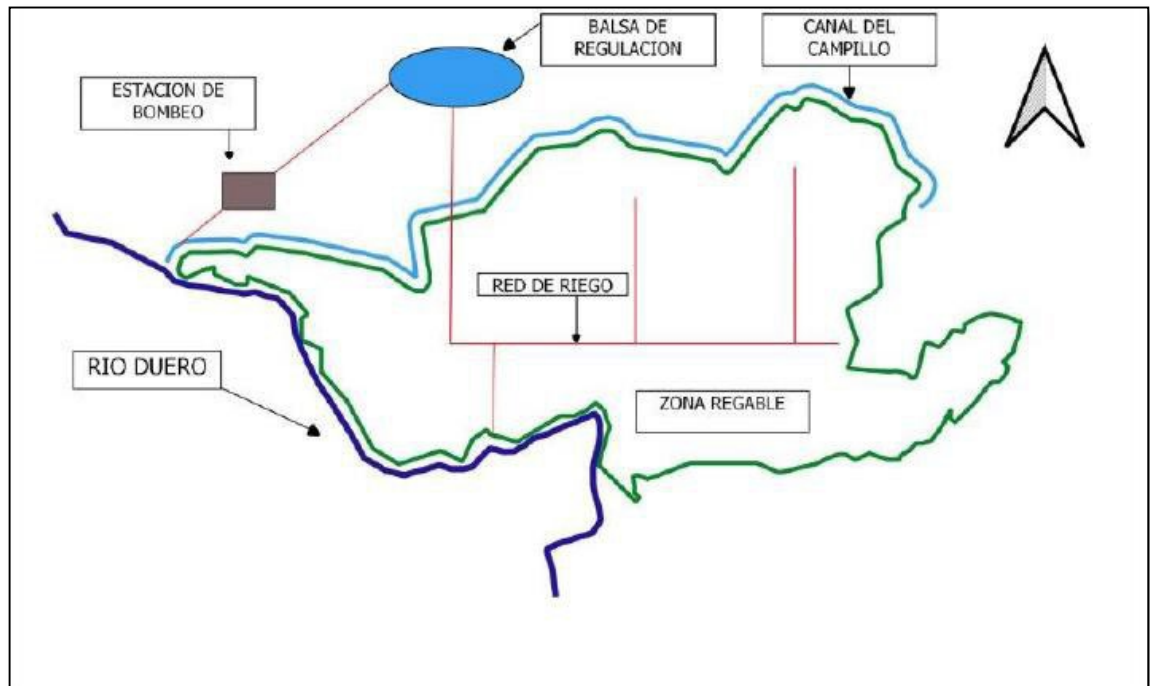 BALSA DE
REGULACION
CANAL DEL
CAMPILLO
ESTACION DE
BOMBEO
RED DE RIEGO
RIO DUERO
ZONA REGABLE